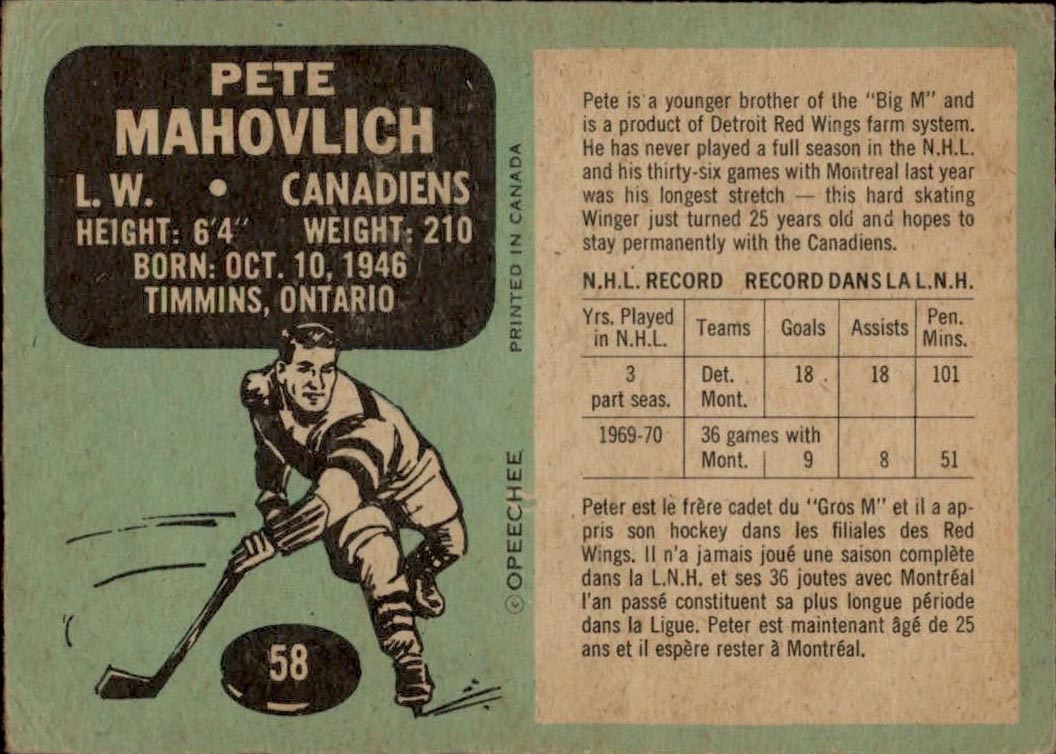 PETE
MAHOVLICH
L.W. • CANADIENS
HEIGHT: 6'4" WEIGHT: 210
BORN: OCT. 10, 1946
TIMMINS, ONTARIO
PRINTED IN CANADA
©OPEECHEE
58
Pete is a younger brother of the "Big M" and
is a product of Detroit Red Wings farm system.
He has never played a full season in the N.H.L.
and his thirty-six games with Montreal last year
was his longest stretch — this hard skating
Winger just turned 25 years old and hopes to
stay permanently with the Canadiens.
N.H.L. RECORD RECORD DANS LA L.N.H.
Yrs. Played in N.H.L. Teams Goals Assists Pen. Mins.
3 Det. 18 18 101
part seas. Mont.
1969-70 36 games with
Mont. 9 8 51
Peter est le frère cadet du "Gros M" et il a ap-
pris son hockey dans les filiales des Red
Wings. Il n'a jamais joué une saison complète
dans la L.N.H. et ses 36 joutes avec Montréal
l'an passé constituent sa plus longue période
dans la Ligue. Peter est maintenant âgé de 25
ans et il espère rester à Montréal.